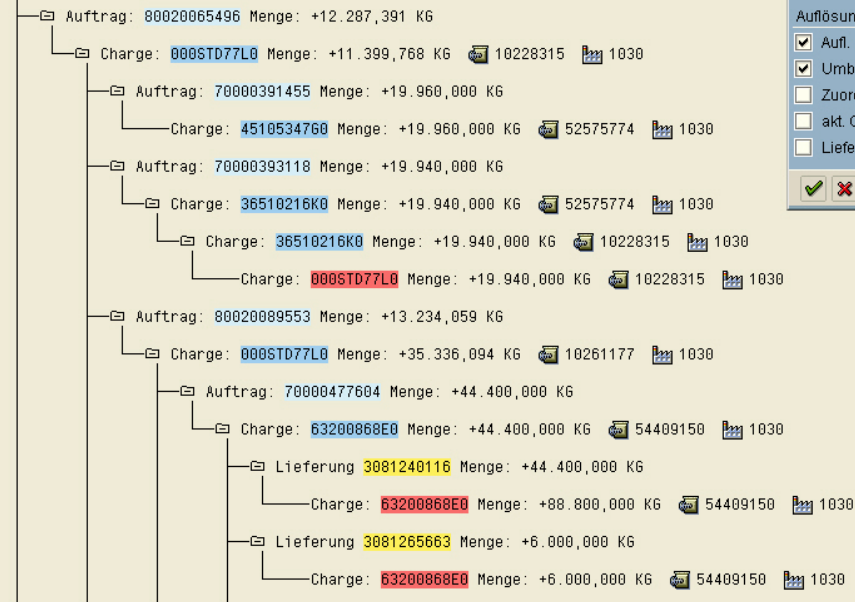 Auftrag: 80020065496 Menge: +12.287,391 KG
Charge: 000STD77L0 Menge: +11.399,768 KG 10228315 1030
Auftrag: 70000391455 Menge: +19.960,000 KG
Charge: 4510534760 Menge: +19.960,000 KG 52575774 1030
Auftrag: 70000393118 Menge: +19.940,000 KG
Charge: 36510216K0 Menge: +19.940,000 KG 52575774 1030
Charge: 36510216K0 Menge: +19.940,000 KG 10228315 1030
Charge: 000STD77L0 Menge: +19.940,000 KG 10228315 1030
Auftrag: 80020089553 Menge: +13.234,059 KG
Charge: 000STD77L0 Menge: +35.336,094 KG 10261177 1030
Auftrag: 70000477604 Menge: +44.400,000 KG
Charge: 63200868E0 Menge: +44.400,000 KG 54409150 1030
Lieferung 3081240116 Menge: +44.400,000 KG
Charge: 63200868E0 Menge: +88.800,000 KG 54409150 1030
Lieferung 3081265663 Menge: +6.000,000 KG
Charge: 63200868E0 Menge: +6.000,000 KG 54409150 1030
Auflösun
Aufl.
Umb
Zuor
akt.
Liefe